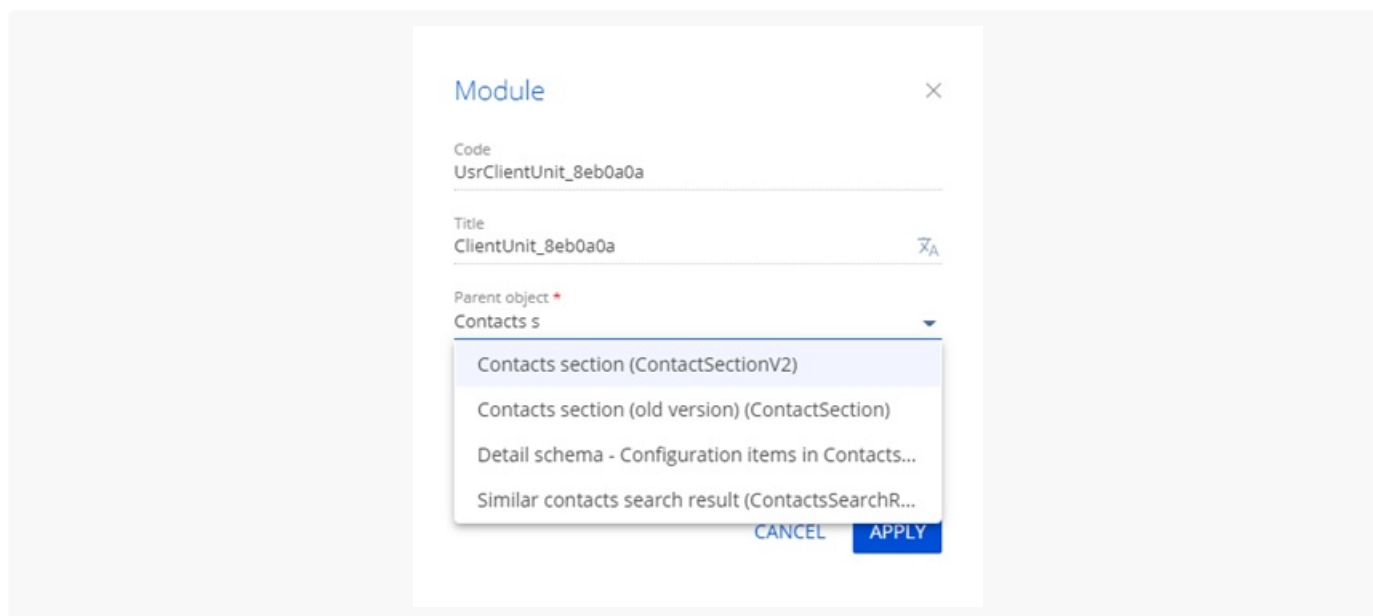 Module
Code
UsrClientUnit_8eb0a0a
Title
ClientUnit_8eb0a0a
Parent object *
Contacts s
Contacts section (ContactSectionV2)
Contacts section (old version) (ContactSection)
Detail schema - Configuration items in Contacts...
Similar contacts search result (ContactsSearchR...
CANCEL APPLY